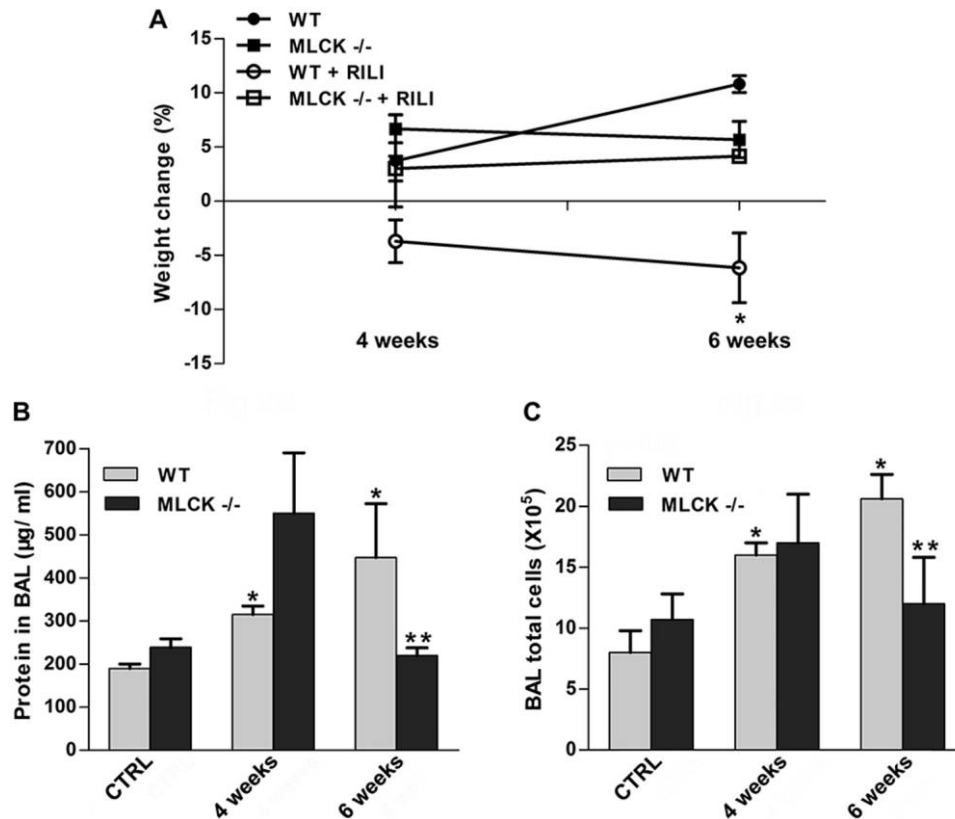 A
WT
MLCK -/-
WT + RILI
MLCK -/- + RILI
Weight change (%)
15
10
5
0
-5
-10
-15
4 weeks
6 weeks
*
B
Protein in BAL (µg/ ml)
700
600
500
400
300
200
100
0
WT
MLCK -/-
*
*
**
CTRL
4 weeks
6 weeks
C
BAL total cells (X10⁵)
25
20
15
10
5
0
WT
MLCK -/-
*
*
**
CTRL
4 weeks
6 weeks